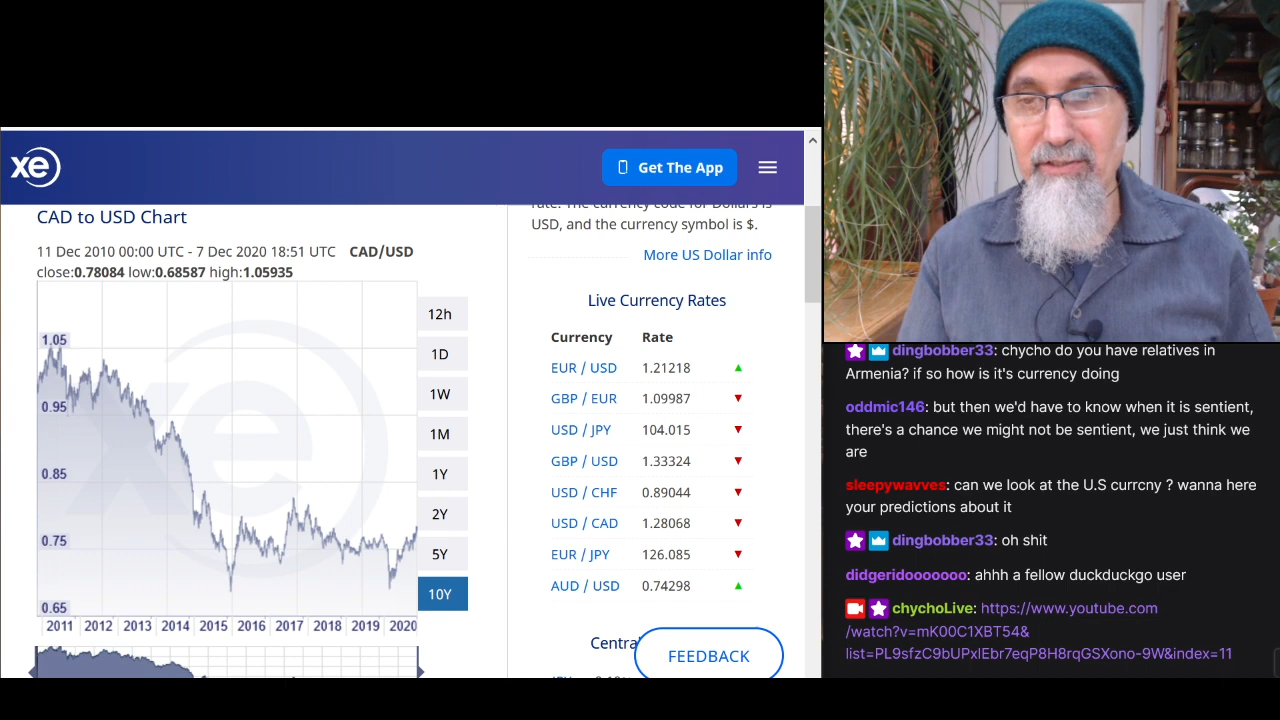 xe
Get The App
CAD to USD Chart
11 Dec 2010 00:00 UTC - 7 Dec 2020 18:51 UTC CAD/USD
close:0.78084 low:0.68587 high:1.05935
1.05
0.95
0.85
0.75
0.65
2011 2012 2013 2014 2015 2016 2017 2018 2019 2020
12h
1D
1W
1M
1Y
2Y
5Y
10Y
rate. The currency code for Dollars is
USD, and the currency symbol is $.
More US Dollar info
Live Currency Rates
Currency Rate
EUR / USD 1.21218 ▲
GBP / EUR 1.09987 ▼
USD / JPY 104.015 ▼
GBP / USD 1.33324 ▼
USD / CHF 0.89044 ▼
USD / CAD 1.28068 ▼
EUR / JPY 126.085 ▼
AUD / USD 0.74298 ▲
Centra
FEEDBACK
dingbobber33: chycho do you have relatives in
Armenia? if so how is it's currency doing
oddmic146: but then we'd have to know when it is sentient,
there's a chance we might not be sentient, we just think we
are
sleepywavves: can we look at the U.S currcny ? wanna here
your predictions about it
dingbobber33: oh shit
didgeridooooooo: ahhh a fellow duckduckgo user
chychoLive: https://www.youtube.com
/watch?v=mK00C1XBT54&
list=PL9sfzC9bUPxlEbr7eqP8H8rqGSXono-9W&index=11